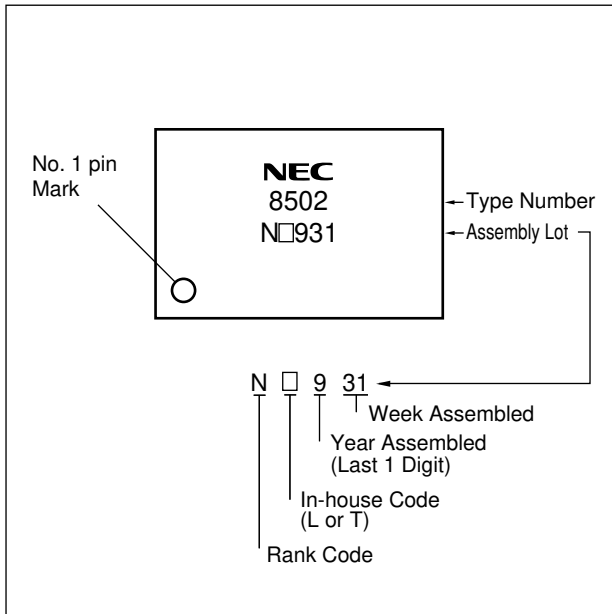 No. 1 pin
Mark
NEC
8502
N□931
Type Number
Assembly Lot
N □ 9 31
Week Assembled
Year Assembled
(Last 1 Digit)
In-house Code
(L or T)
Rank Code